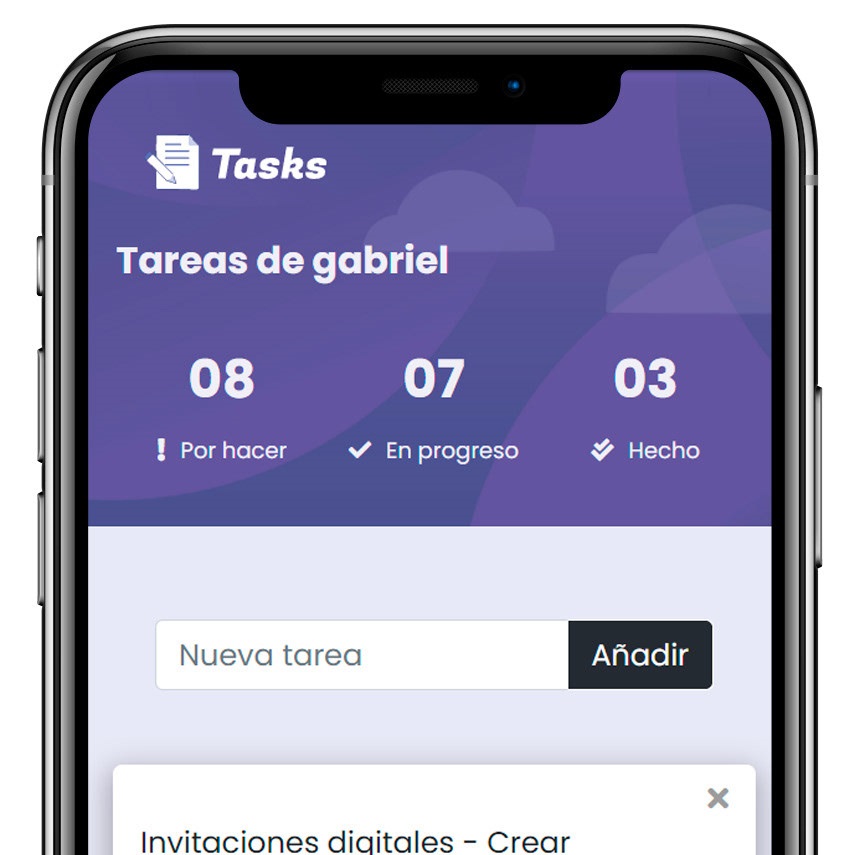 Tasks
Tareas de gabriel
08 07 03
Por hacer En progreso Hecho
Nueva tarea Añadir
Invitaciones digitales - Crear